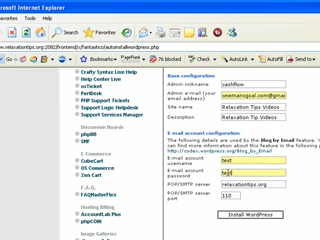 crosoft Internet Explorer
Favorites Tools Help
Search Favorites
www.relaxationtips.org:2082/frontend/x/fantastico/autoinstallwordpress.php
PageRank 76 blocked Check AutoLink AutoFill Send to
Crafty Syntax Live Help
Help Center Live
osTicket
PerlDesk
PHP Support Tickets
Support Logic Helpdesk
Support Services Manager
Discussion Boards
phpBB
SMF
E-Commerce
CubeCart
OS Commerce
Zen Cart
F.A.Q.
FAQMasterFlex
Hosting Billing
AccountLab Plus
phpCOIN
Image Galleries
Base configuration
Admin nickname cashflow
Admin e-mail (your email address) onemansgoal.com@gmai
Site name Relaxation Tips Videos
Description Relaxation Tip Videos
E-mail account configuration
The following details are used by the Blog by Email feature.
can find more information about this feature in the
http://codex.wordpress.org/Blog_by_Email
E-mail account username test
E-mail account password test
POP/SMTP server relaxationtips.org
POP/SMTP server port 110
Install WordPress